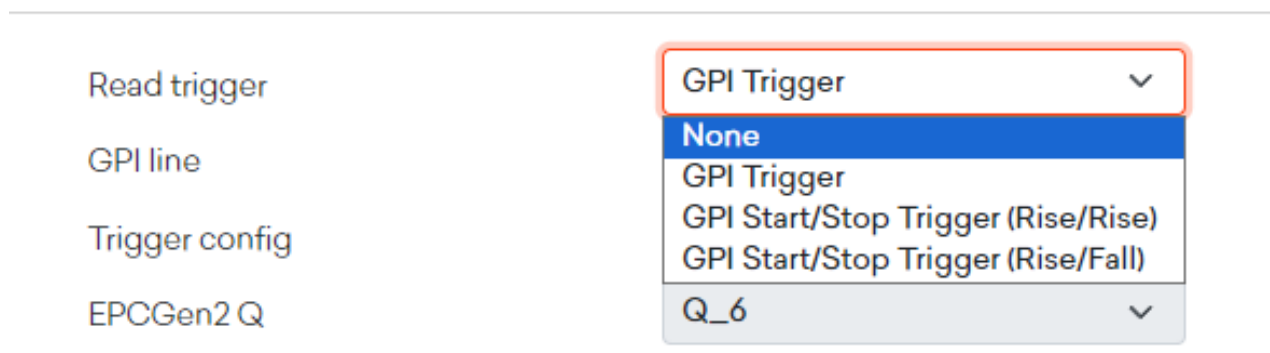 Read trigger
GPI Trigger
None
GPI line
GPI Trigger
GPI Start/Stop Trigger (Rise/Rise)
Trigger config
GPI Start/Stop Trigger (Rise/Fall)
EPCGen2 Q
Q_6